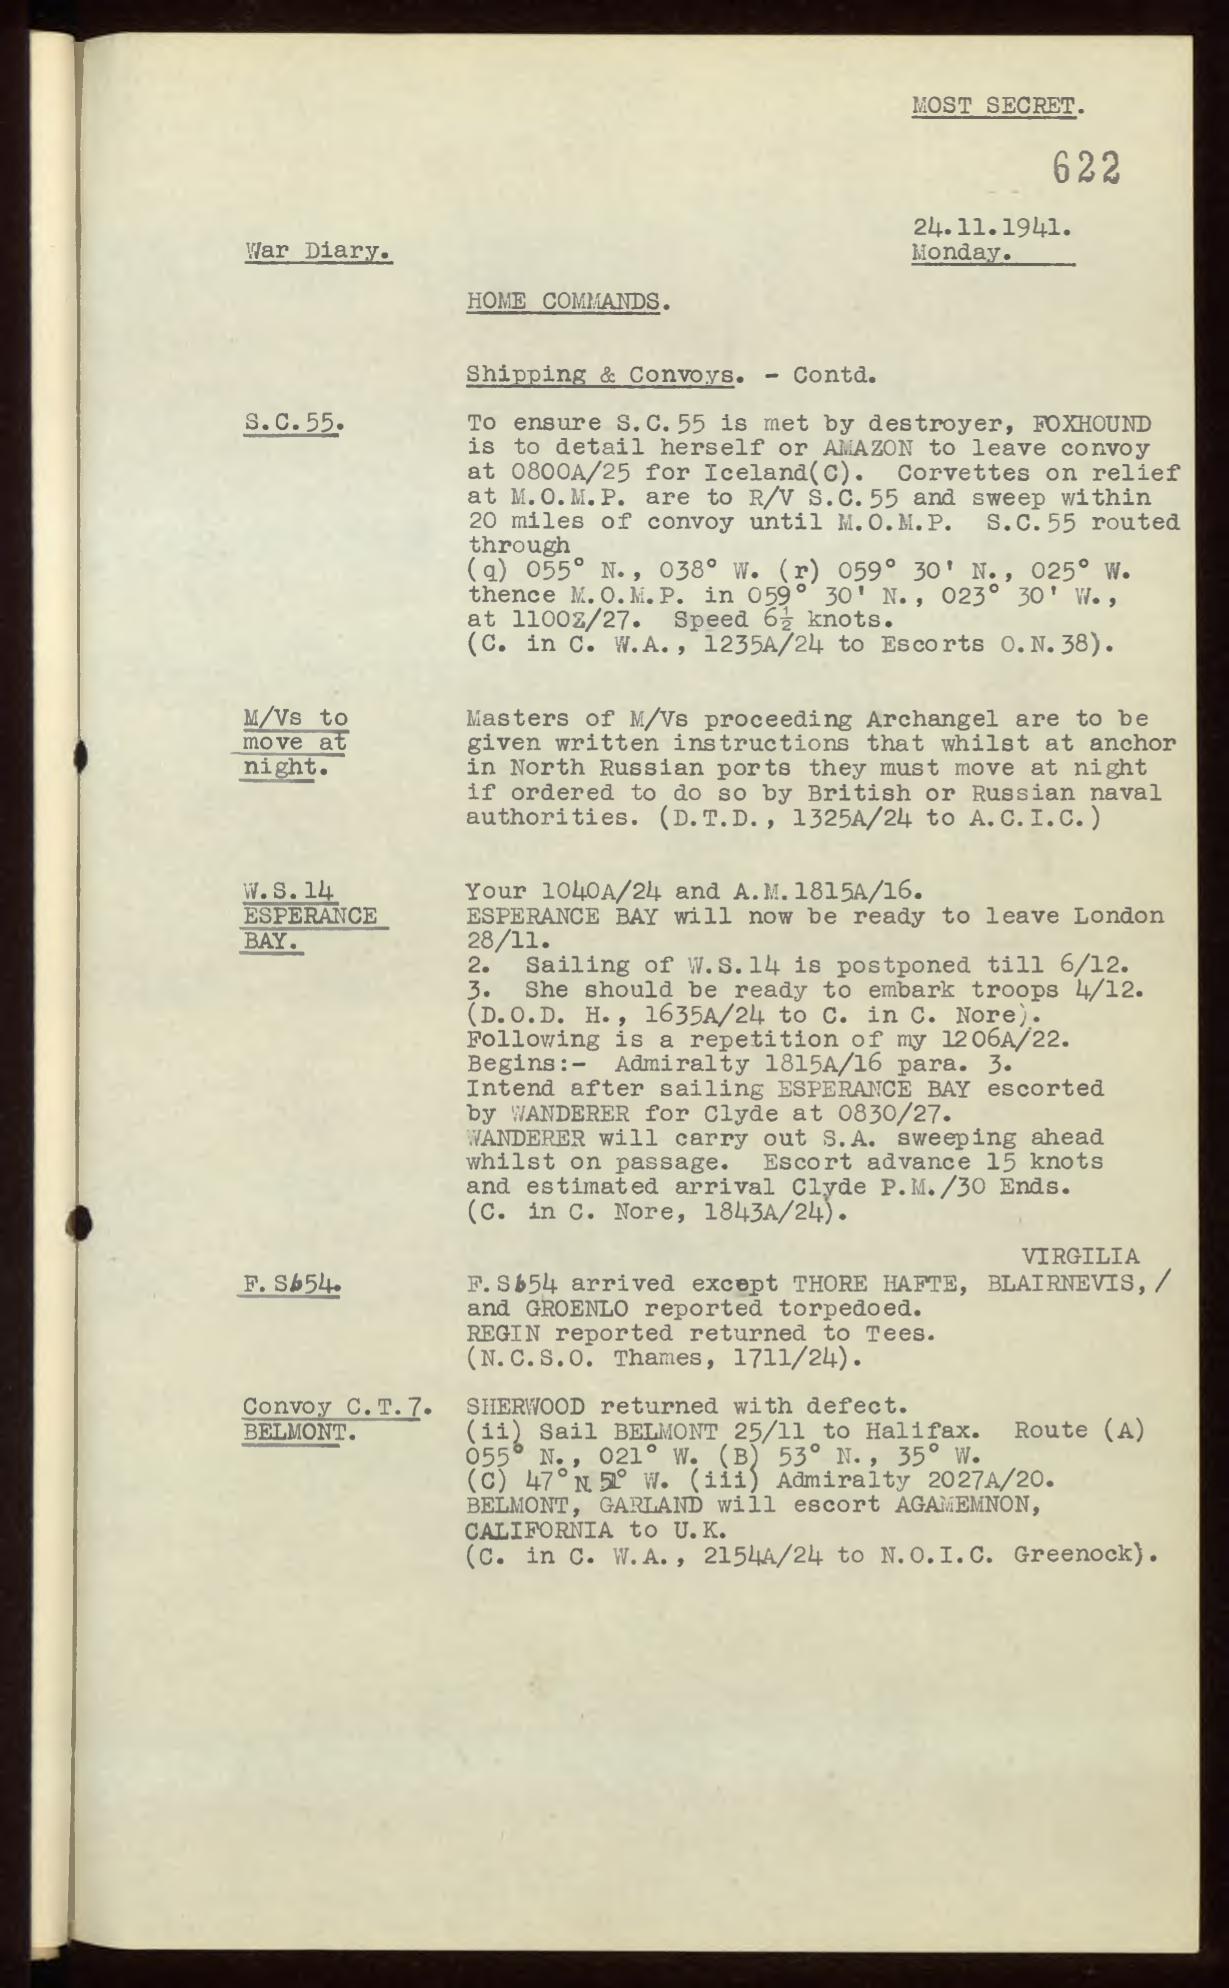 MOST SECRET.
622
24.11.1941.
War Diary.
Monday.
HOME COMMANDS.
Shipping & Convoys. - Contd.
S.C.55. To ensure S.C.55 is met by destroyer, FOXHOUND
is to detail herself or AMAZON to leave convoy
at 0800A/25 for Iceland(C). Corvettes on relief
at M.O.M.P. are to R/V S.C.55 and sweep within
20 miles of convoy until M.O.M.P. S.C.55 routed
through
(q) 055° N., 038° W. (r) 059° 30' N., 025° W.
thence M.O.M.P. in 059° 30' N., 023° 30' W.,
at 1100Z/27. Speed 6½ knots.
(C. in C. W.A., 1235A/24 to Escorts O.N.38).
M/Vs to Masters of M/Vs proceeding Archangel are to be
move at given written instructions that whilst at anchor
night. in North Russian ports they must move at night
if ordered to do so by British or Russian naval
authorities. (D.T.D., 1325A/24 to A.C.I.C.)
W.S.14 Your 1040A/24 and A.M.1815A/16.
ESPERANCE ESPERANCE BAY will now be ready to leave London
BAY. 28/11.
2. Sailing of W.S.14 is postponed till 6/12.
3. She should be ready to embark troops 4/12.
(D.O.D. H., 1635A/24 to C. in C. Nore).
Following is a repetition of my 1206A/22.
Begins:- Admiralty 1815A/16 para. 3.
Intend after sailing ESPERANCE BAY escorted
by WANDERER for Clyde at 0830/27.
WANDERER will carry out S.A. sweeping ahead
whilst on passage. Escort advance 15 knots
and estimated arrival Clyde P.M./30 Ends.
(C. in C. Nore, 1843A/24).
VIRGILIA
F.S654. F.S654 arrived except THORE HAFTE, BLAIRNEVIS, /
and GROENLO reported torpedoed.
REGIN reported returned to Tees.
(N.C.S.O. Thames, 1711/24).
Convoy C.T.7. SHERWOOD returned with defect.
BELMONT. (ii) Sail BELMONT 25/11 to Halifax. Route (A)
055° N., 021° W. (B) 53° N., 35° W.
(C) 47° N 51° W. (iii) Admiralty 2027A/20.
BELMONT, GARLAND will escort AGAMEMNON,
CALIFORNIA to U.K.
(C. in C. W.A., 2154A/24 to N.O.I.C. Greenock).